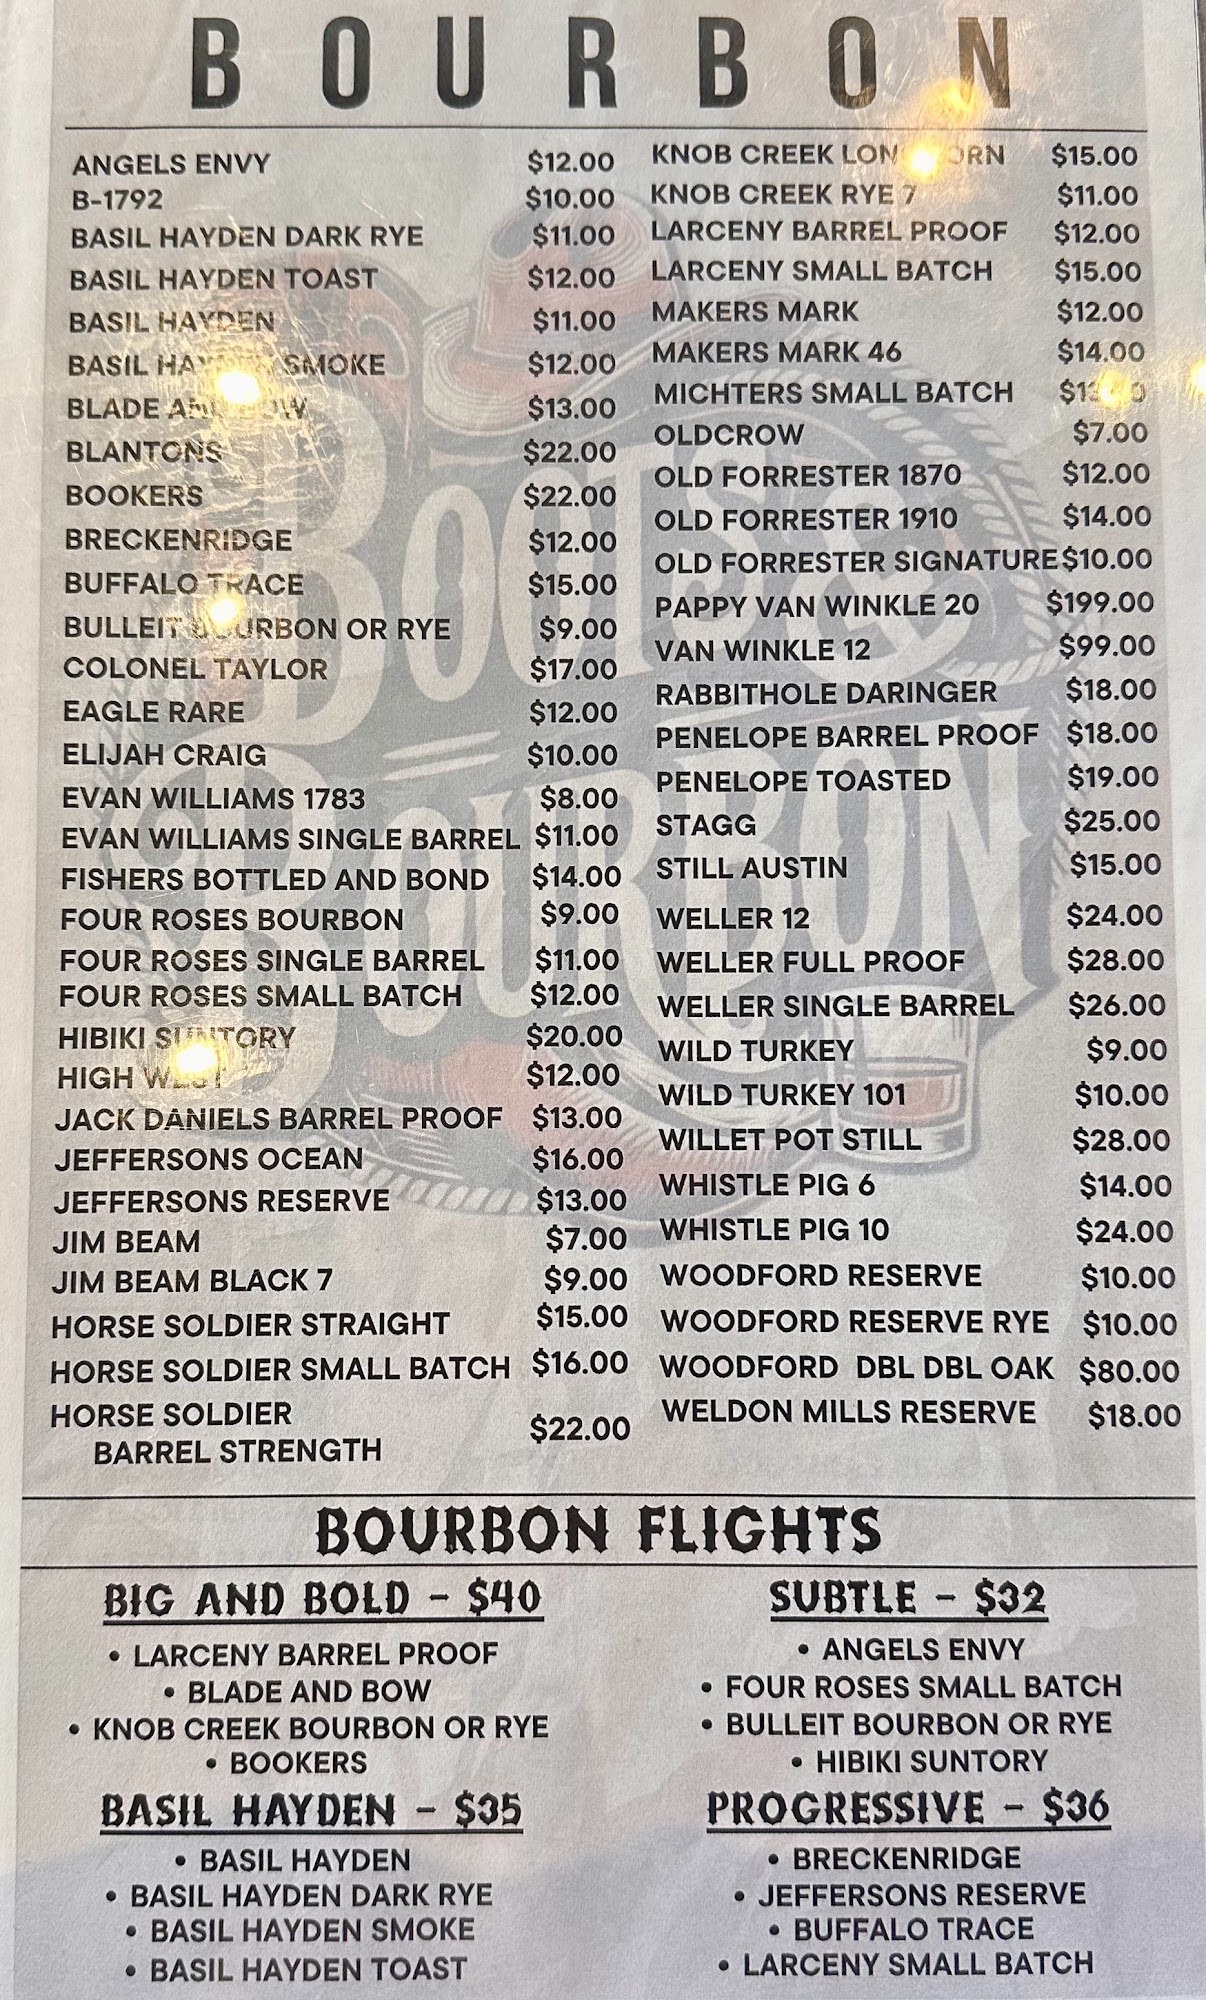 BOURBON
ANGELS ENVY $12.00
B-1792 $10.00
BASIL HAYDEN DARK RYE $11.00
BASIL HAYDEN TOAST $12.00
BASIL HAYDEN $11.00
BASIL HAYDEN SMOKE $12.00
BLADE AND BOW $13.00
BLANTONS $22.00
BOOKERS $22.00
BRECKENRIDGE $12.00
BUFFALO TRACE $15.00
BULLEIT BOURBON OR RYE $9.00
COLONEL TAYLOR $17.00
EAGLE RARE $12.00
ELIJAH CRAIG $10.00
EVAN WILLIAMS 1783 $8.00
EVAN WILLIAMS SINGLE BARREL $11.00
FISHERS BOTTLED AND BOND $14.00
FOUR ROSES BOURBON $9.00
FOUR ROSES SINGLE BARREL $11.00
FOUR ROSES SMALL BATCH $12.00
HIBIKI SUNTORY $20.00
HIGH WEST $12.00
JACK DANIELS BARREL PROOF $13.00
JEFFERSONS OCEAN $16.00
JEFFERSONS RESERVE $13.00
JIM BEAM $7.00
JIM BEAM BLACK 7 $9.00
HORSE SOLDIER STRAIGHT $15.00
HORSE SOLDIER SMALL BATCH $16.00
HORSE SOLDIER
BARREL STRENGTH $22.00
KNOB CREEK $15.00
KNOB CREEK RYE 7 $11.00
LARCENY BARREL PROOF $12.00
LARCENY SMALL BATCH $15.00
MAKERS MARK $12.00
MAKERS MARK 46 $14.00
MICHTERS SMALL BATCH
OLDCROW $7.00
OLD FORRESTER 1870 $12.00
OLD FORRESTER 1910 $14.00
OLD FORRESTER SIGNATURE $10.00
PAPPY VAN WINKLE 20 $199.00
VAN WINKLE 12 $99.00
RABBITHOLE DARINGER $18.00
PENELOPE BARREL PROOF $18.00
PENELOPE TOASTED $19.00
STAGG $25.00
STILL AUSTIN $15.00
WELLER 12 $24.00
WELLER FULL PROOF $28.00
WELLER SINGLE BARREL $26.00
WILD TURKEY $9.00
WILD TURKEY 101 $10.00
WILLET POT STILL $28.00
WHISTLE PIG 6 $14.00
WHISTLE PIG 10 $24.00
WOODFORD RESERVE $10.00
WOODFORD RESERVE RYE $10.00
WOODFORD DBL DBL OAK $80.00
WELDON MILLS RESERVE $18.00
BOOTS &
BOURBON
BOURBON FLIGHTS
BIG AND BOLD - $40
• LARCENY BARREL PROOF
• BLADE AND BOW
• KNOB CREEK BOURBON OR RYE
• BOOKERS
BASIL HAYDEN - $35
• BASIL HAYDEN
• BASIL HAYDEN DARK RYE
• BASIL HAYDEN SMOKE
• BASIL HAYDEN TOAST
SUBTLE - $32
• ANGELS ENVY
• FOUR ROSES SMALL BATCH
• BULLEIT BOURBON OR RYE
• HIBIKI SUNTORY
PROGRESSIVE - $36
• BRECKENRIDGE
• JEFFERSONS RESERVE
• BUFFALO TRACE
• LARCENY SMALL BATCH